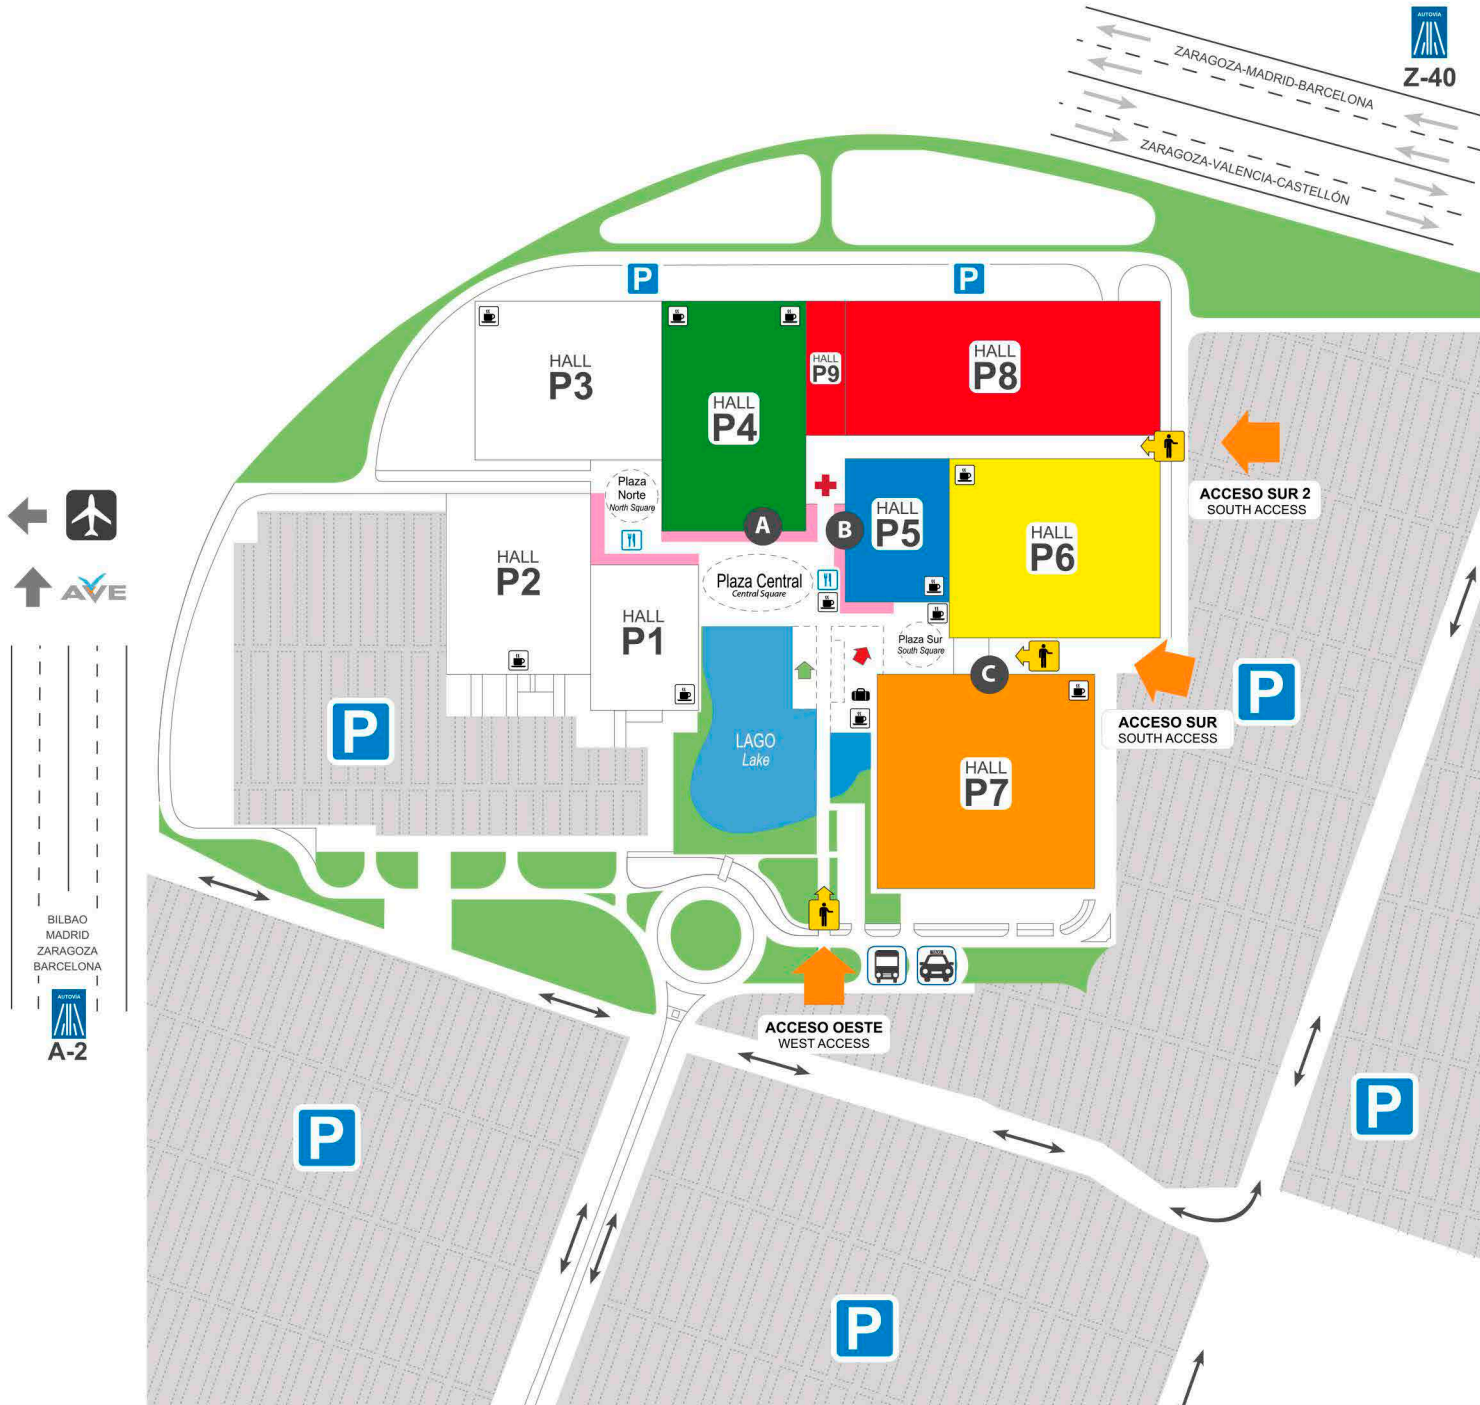 AUTOVÍA
Z-40
ZARAGOZA-MADRID-BARCELONA
ZARAGOZA-VALENCIA-CASTELLÓN
P
P
HALL
P3
HALL
P4
HALL
P9
HALL
P8
ACCESO SUR 2
SOUTH ACCESS
Plaza
Norte
North Square
A
B
HALL
P5
HALL
P6
HALL
P2
Plaza Central
Central Square
AVE
HALL
P1
Plaza Sur
South Square
C
P
ACCESO SUR
SOUTH ACCESS
P
LAGO
Lake
HALL
P7
BILBAO
MADRID
ZARAGOZA
BARCELONA
AUTOVÍA
A-2
TAXI
ACCESO OESTE
WEST ACCESS
P
P
P